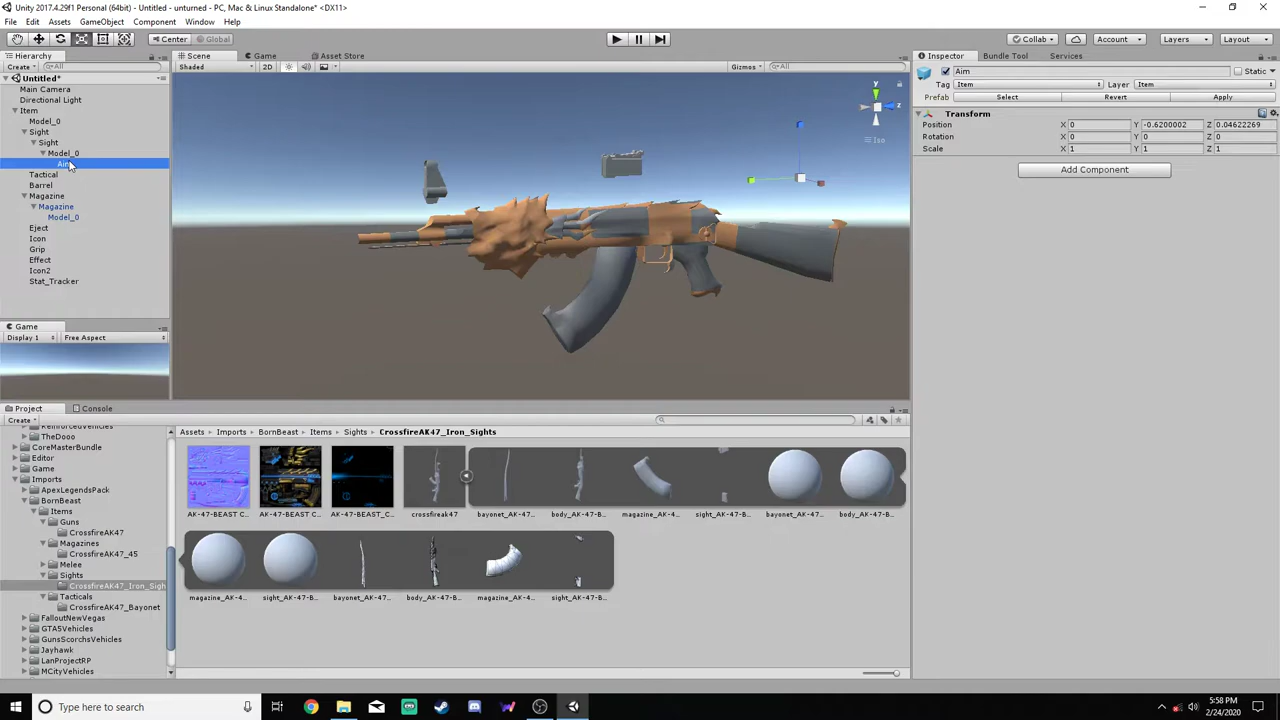 Unity 2017.4.29f1 Personal (64bit) - Untitled - unturned - PC, Mac & Linux Standalone* <DX11>
File Edit Assets GameObject Component Window Help
Center Global Collab Account Layers Layout
Hierarchy Scene Game Asset Store Inspector Bundle Tool Services
Create All Shaded 2D Gizmos All Aim Static
Untitled* Tag Item Layer Item
Main Camera Prefab Select Revert Apply
Directional Light
Item Transform
Model_0 Position X 0 Y -0.6200002 Z 0.04622269
Sight Rotation X 0 Y 0 Z 0
Sight Scale X 1 Y 1 Z 1
Model_0
Aim Add Component
Tactical
Barrel
Magazine
Magazine
Model_0
Eject
Icon
Grip
Effect
Icon2
Stat_Tracker
y
z
Iso
Game
Display 1 Free Aspect
Project Console
Create
Assets Imports BornBeast Items Sights CrossfireAK47_Iron_Sights
TheDooo
CoreMasterBundle
Editor
Game
Imports
ApexLegendsPack
BornBeast
Items
Guns
CrossfireAK47
Magazines
CrossfireAK47_45
Melee
Sights
CrossfireAK47_Iron_Sigh
Tacticals
CrossfireAK47_Bayonet
FalloutNewVegas
GTA5Vehicles
GunsScorchsVehicles
Jayhawk
LanProjectRP
MCityVehicles
AK-47-BEAST C... AK-47-BEAST C... AK-47-BEAST_C... crossfireak47 bayonet_AK-47... body_AK-47-B... magazine_AK-4... sight_AK-47-B... bayonet_AK-47... body_AK-47-B...
magazine_AK-4... sight_AK-47-B... bayonet_AK-47... body_AK-47-B... magazine_AK-4... sight_AK-47-B...
Type here to search
5:58 PM
2/24/2020